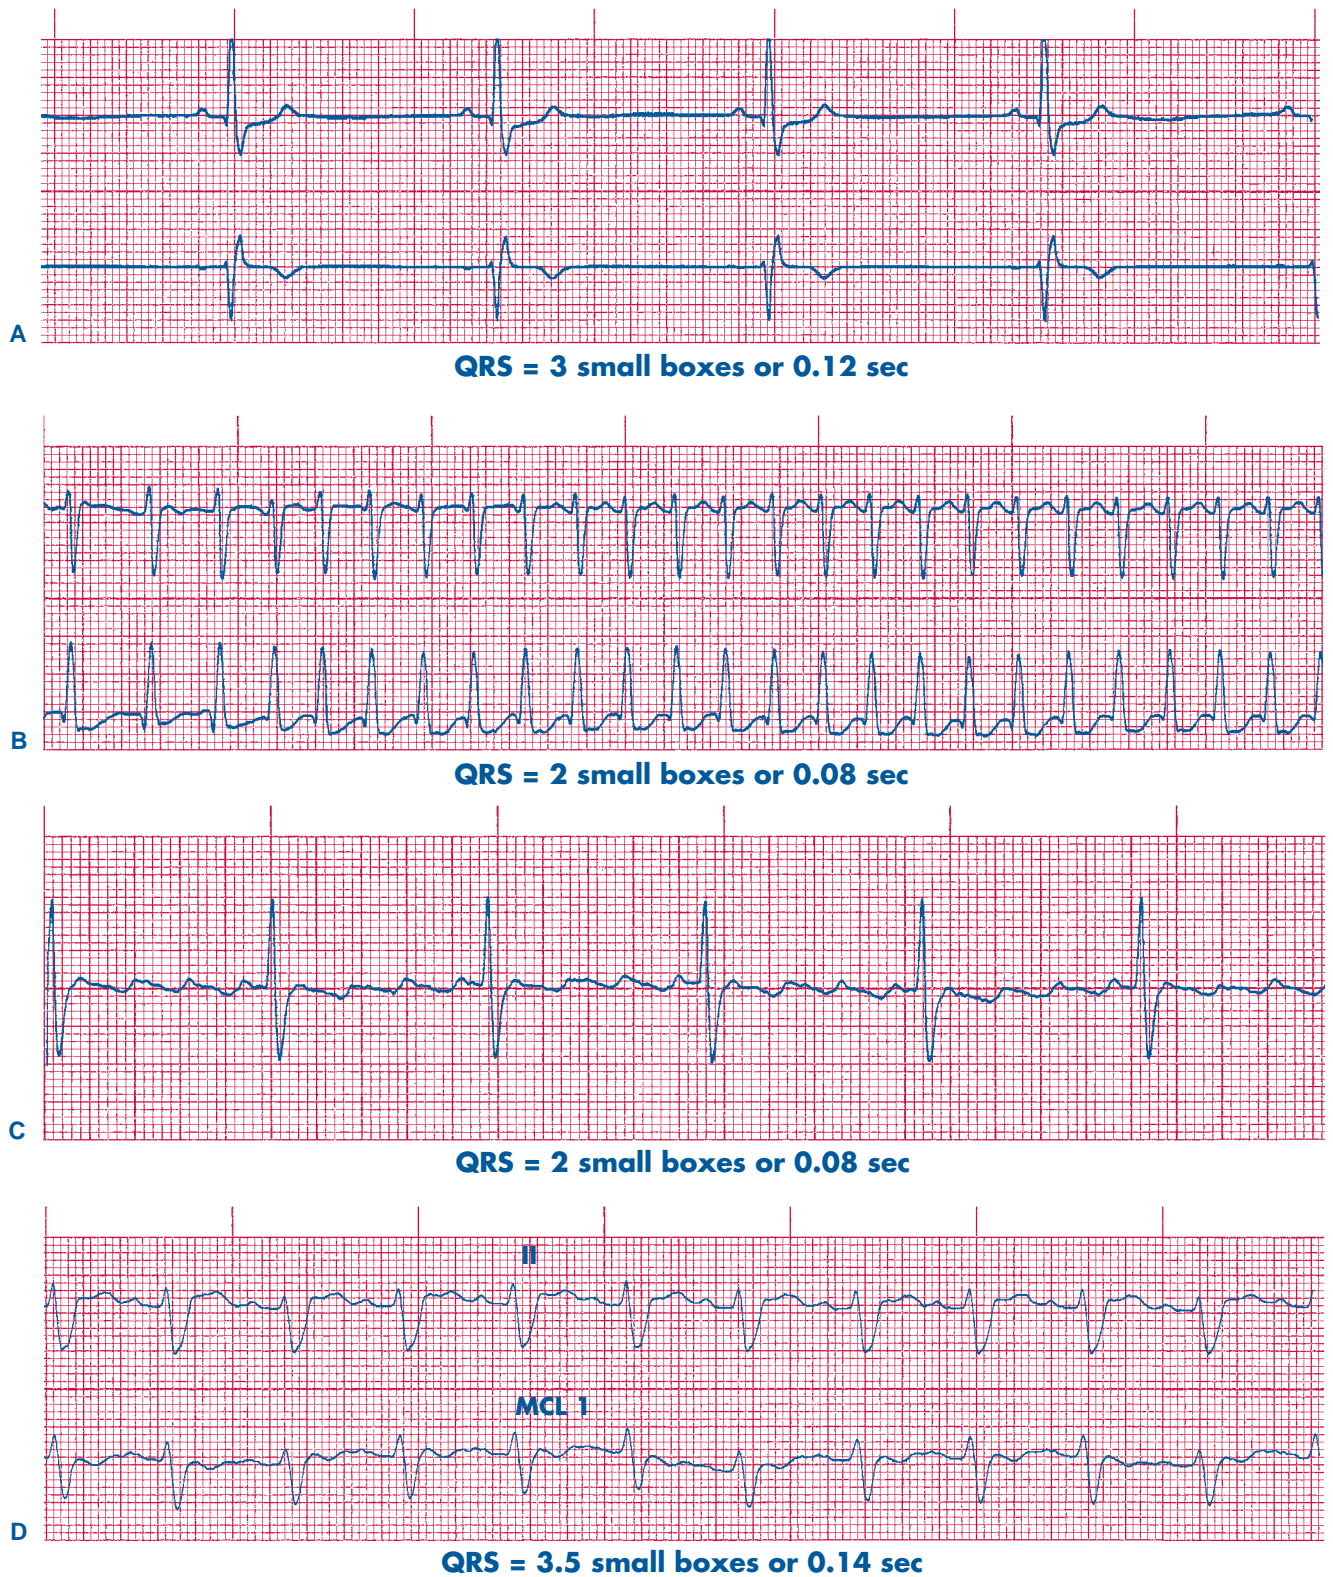 A
QRS = 3 small boxes or 0.12 sec
B
QRS = 2 small boxes or 0.08 sec
C
QRS = 2 small boxes or 0.08 sec
II
MCL 1
D
QRS = 3.5 small boxes or 0.14 sec